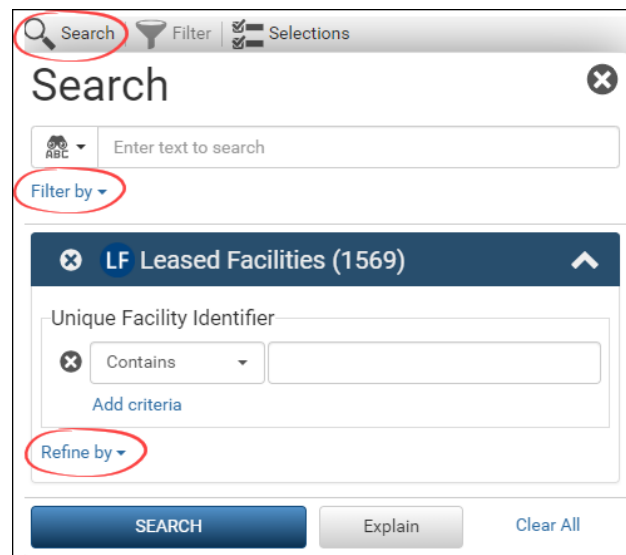 Search Filter Selections
Search
ABC Enter text to search
Filter by
LF Leased Facilities (1569)
Unique Facility Identifier
Contains
Add criteria
Refine by
SEARCH Explain Clear All